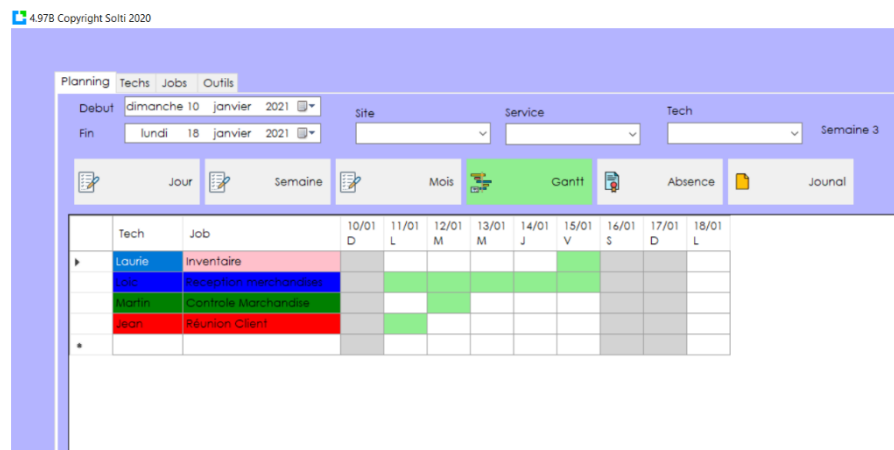 4.97B Copyright Solti 2020
Planning Techs Jobs Outils
Debut dimanche 10 janvier 2021
Fin lundi 18 janvier 2021
Site Service Tech
Semaine 3
Jour Semaine Mois Gantt Absence Jounal
Tech Job 10/01 11/01 12/01 13/01 14/01 15/01 16/01 17/01 18/01
D L M M J V S D L
Laurie Inventaire
Loic Reception merchandises
Martin Controle Marchandise
Jean Réunion Client